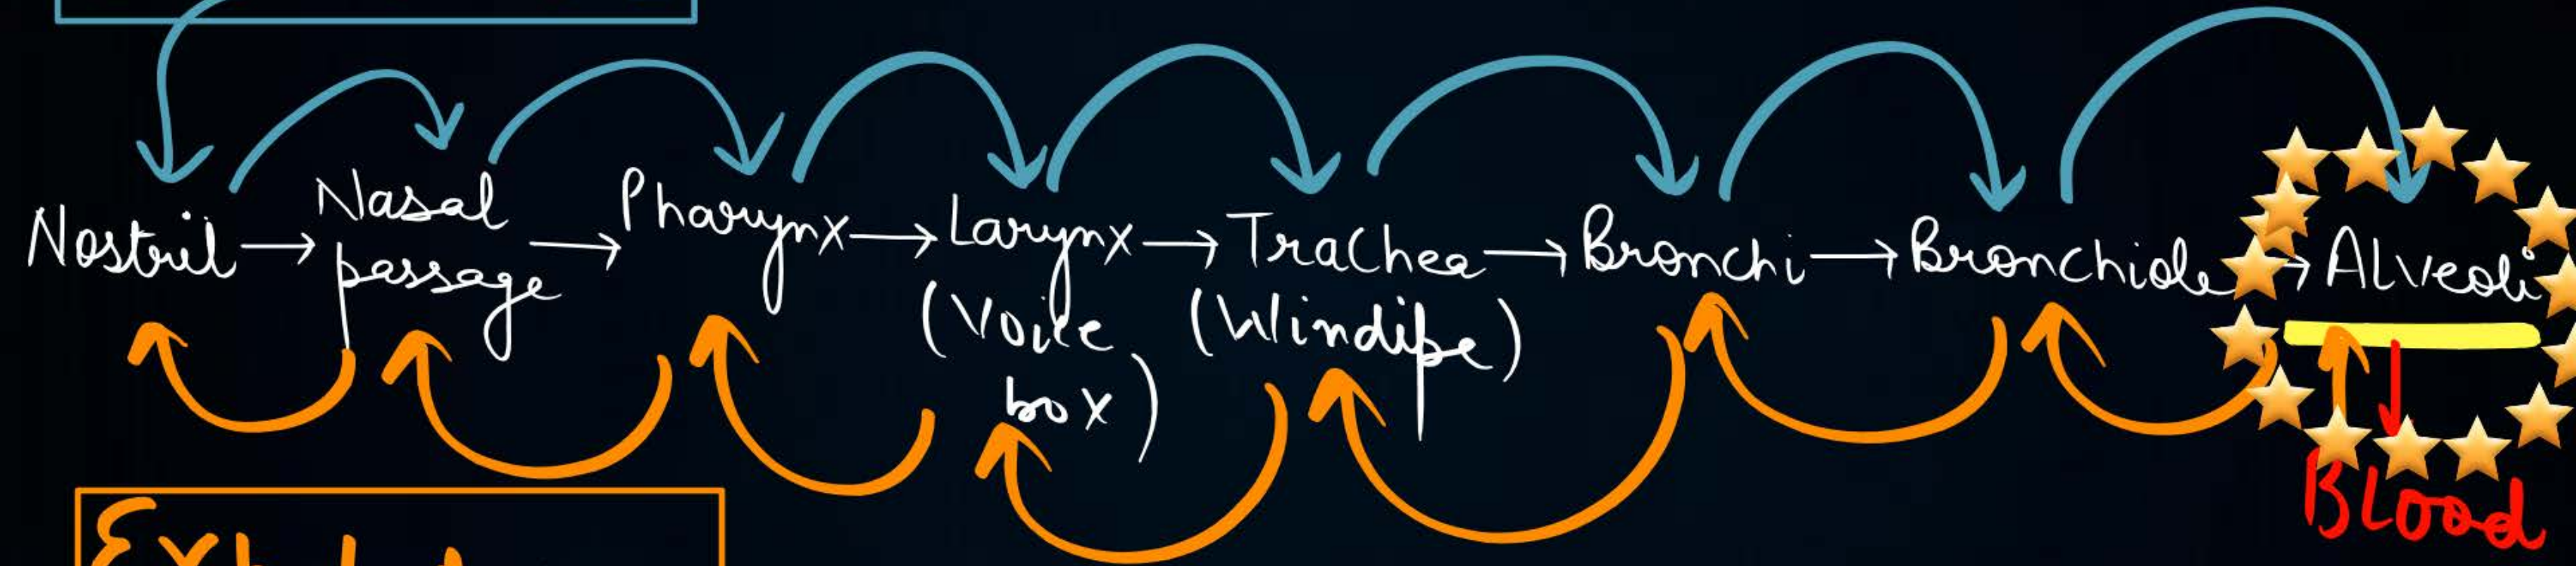 Nostril → Nasal passage → Pharynx → Larynx → Trachea → Bronchi → Bronchiole → ALveoli
(Voice box) (Windipe)
BLood